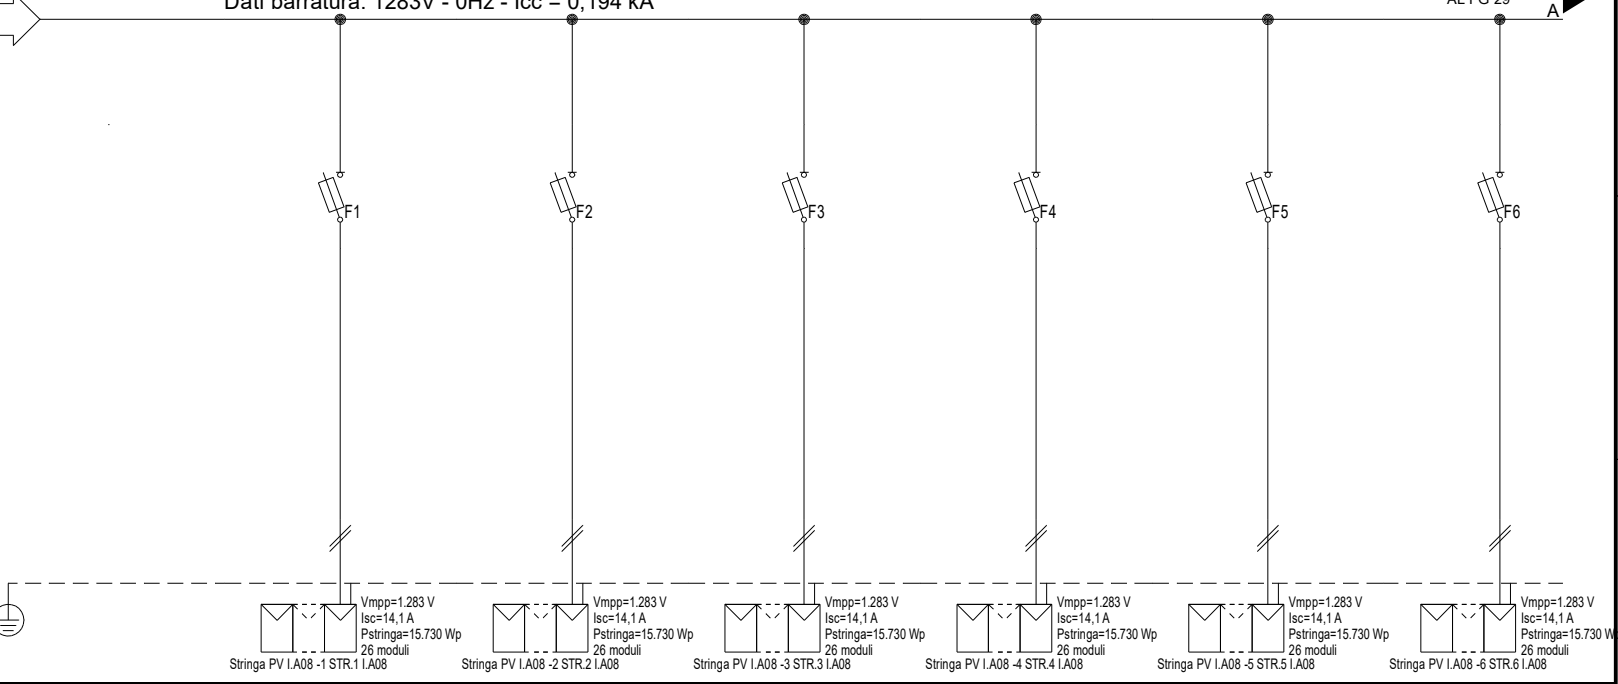 Dati barratura: 1283V - 0Hz - Icc = 0,194 kA
A
F1
F2
F3
F4
F5
F6
Vmpp=1.283 V
Isc=14,1 A
Pstringa=15.730 Wp
26 moduli
Stringa PV I.A08 -1 STR.1 I.A08
Vmpp=1.283 V
Isc=14,1 A
Pstringa=15.730 Wp
26 moduli
Stringa PV I.A08 -2 STR.2 I.A08
Vmpp=1.283 V
Isc=14,1 A
Pstringa=15.730 Wp
26 moduli
Stringa PV I.A08 -3 STR.3 I.A08
Vmpp=1.283 V
Isc=14,1 A
Pstringa=15.730 Wp
26 moduli
Stringa PV I.A08 -4 STR.4 I.A08
Vmpp=1.283 V
Isc=14,1 A
Pstringa=15.730 Wp
26 moduli
Stringa PV I.A08 -5 STR.5 I.A08
Vmpp=1.283 V
Isc=14,1 A
Pstringa=15.730 W
26 moduli
Stringa PV I.A08 -6 STR.6 I.A08